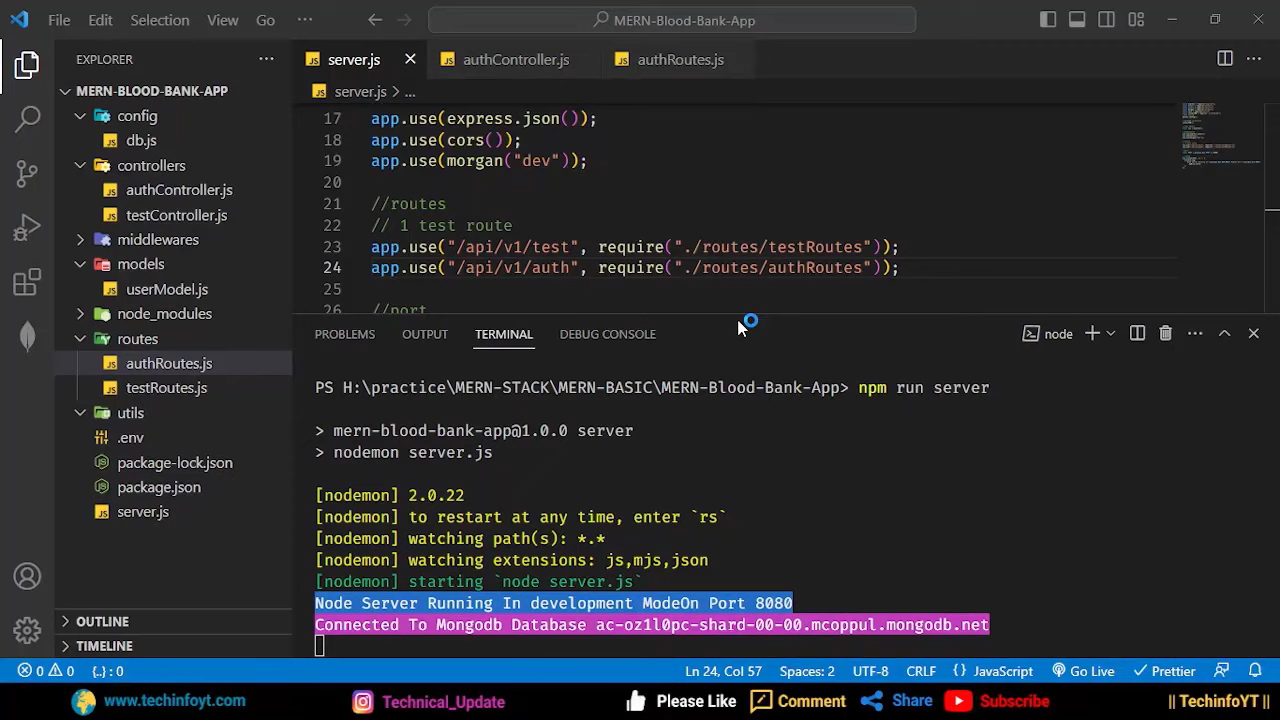 File Edit Selection View Go ··· MERN-Blood-Bank-App
EXPLORER ···
MERN-BLOOD-BANK-APP
config
db.js
controllers
authController.js
testController.js
middlewares
models
userModel.js
node_modules
routes
authRoutes.js
testRoutes.js
utils
.env
package-lock.json
package.json
server.js
OUTLINE
TIMELINE
server.js authController.js authRoutes.js
server.js > ...
17 app.use(express.json());
18 app.use(cors());
19 app.use(morgan("dev"));
20
21 //routes
22 // 1 test route
23 app.use("/api/v1/test", require("./routes/testRoutes"));
24 app.use("/api/v1/auth", require("./routes/authRoutes"));
25
26 //port
PROBLEMS OUTPUT TERMINAL DEBUG CONSOLE node
PS H:\practice\MERN-STACK\MERN-BASIC\MERN-Blood-Bank-App> npm run server
> mern-blood-bank-app@1.0.0 server
> nodemon server.js
[nodemon] 2.0.22
[nodemon] to restart at any time, enter `rs`
[nodemon] watching path(s): *.*
[nodemon] watching extensions: js,mjs,json
[nodemon] starting `node server.js`
Node Server Running In development ModeOn Port 8080
Connected To Mongodb Database ac-oz1l0pc-shard-00-00.mcoppul.mongodb.net
0 0 {..} : 0 Ln 24, Col 57 Spaces: 2 UTF-8 CRLF {} JavaScript Go Live Prettier
www.techinfoyt.com Technical_Update Please Like Comment Share Subscribe || TechinfoYT ||